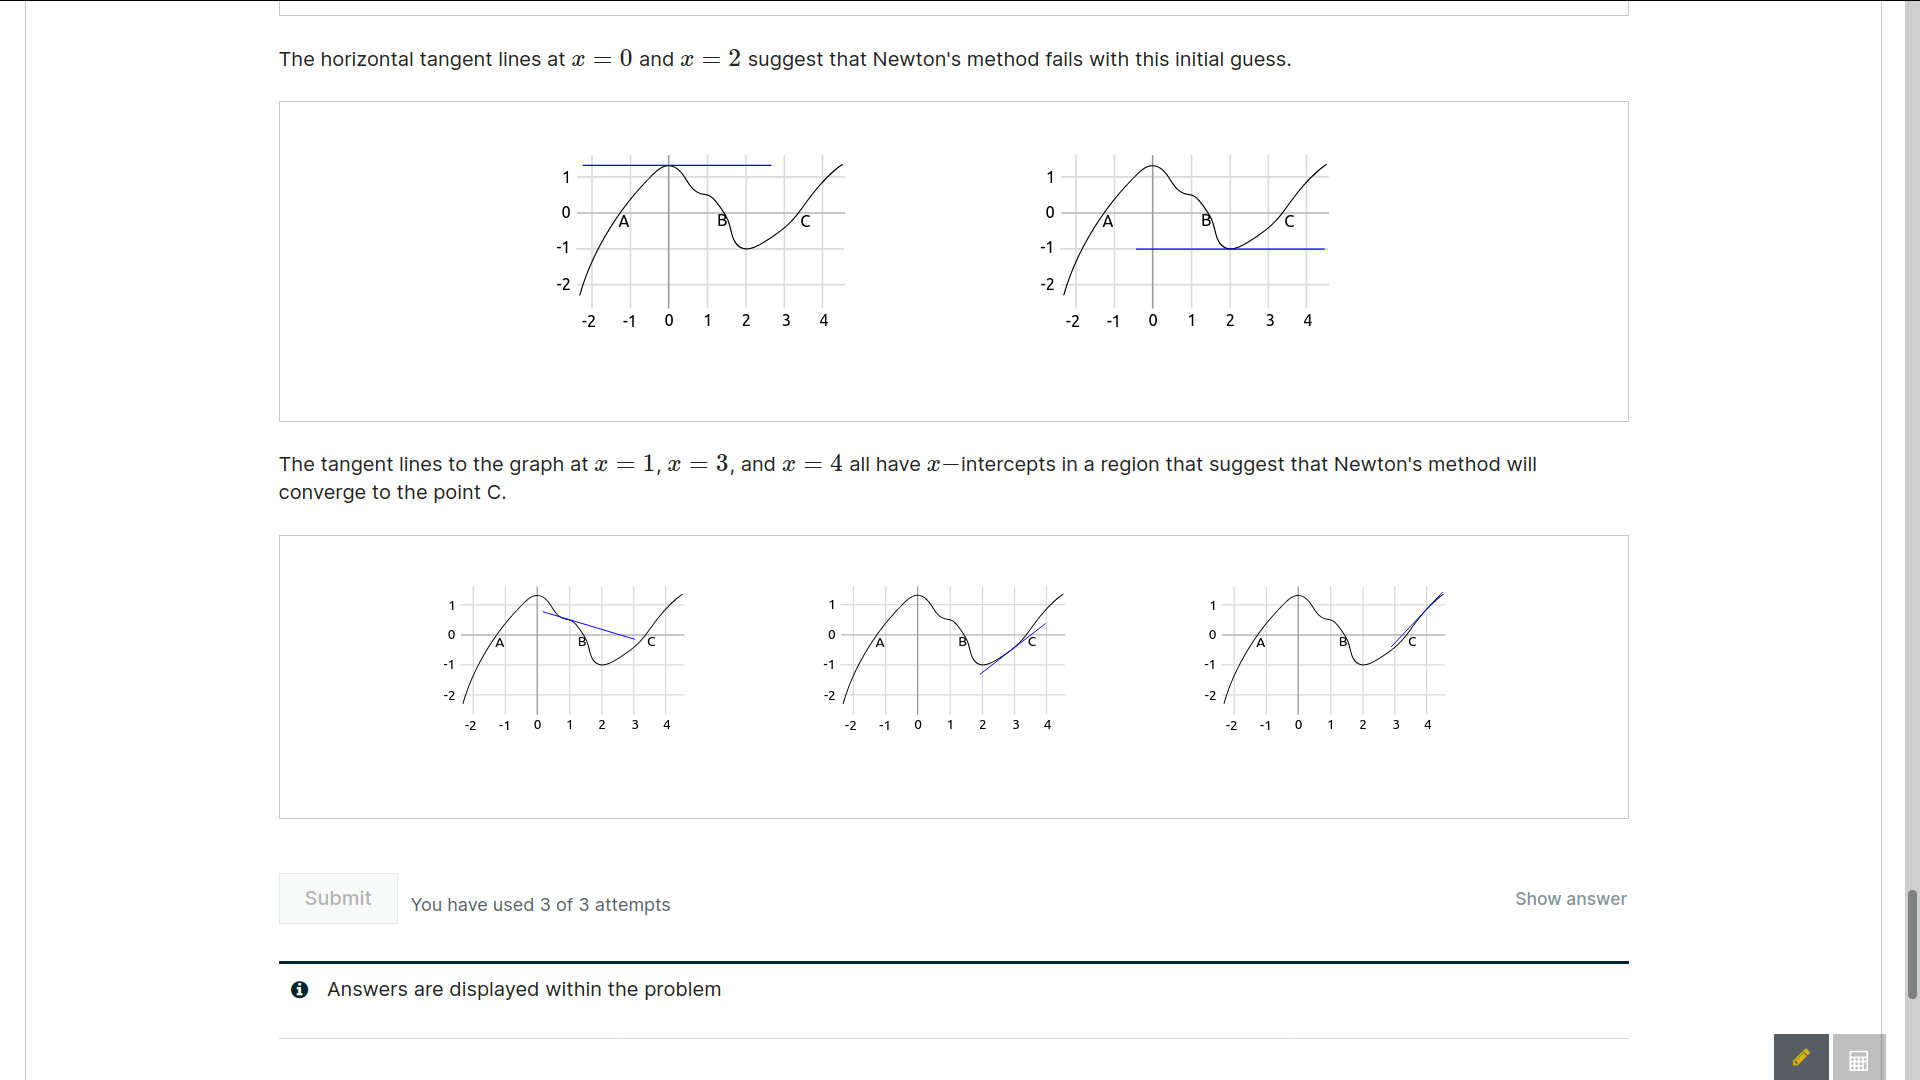 The horizontal tangent lines at x = 0 and x = 2 suggest that Newton's method fails with this initial guess.
1
0
-1
-2
A
B
C
-2 -1 0 1 2 3 4
1
0
-1
-2
A
B
C
-2 -1 0 1 2 3 4
The tangent lines to the graph at x = 1, x = 3, and x = 4 all have x−intercepts in a region that suggest that Newton's method will
converge to the point C.
1
0
-1
-2
A
B
C
-2 -1 0 1 2 3 4
1
0
-1
-2
A
B
C
-2 -1 0 1 2 3 4
1
0
-1
-2
A
B
C
-2 -1 0 1 2 3 4
Submit
You have used 3 of 3 attempts
Show answer
Answers are displayed within the problem